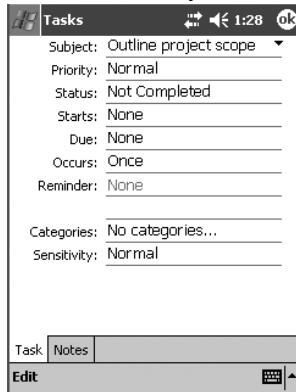 Tasks 1:28 ok
Subject: Outline project scope
Priority: Normal
Status: Not Completed
Starts: None
Due: None
Occurs: Once
Reminder: None
Categories: No categories...
Sensitivity: Normal
Task Notes
Edit